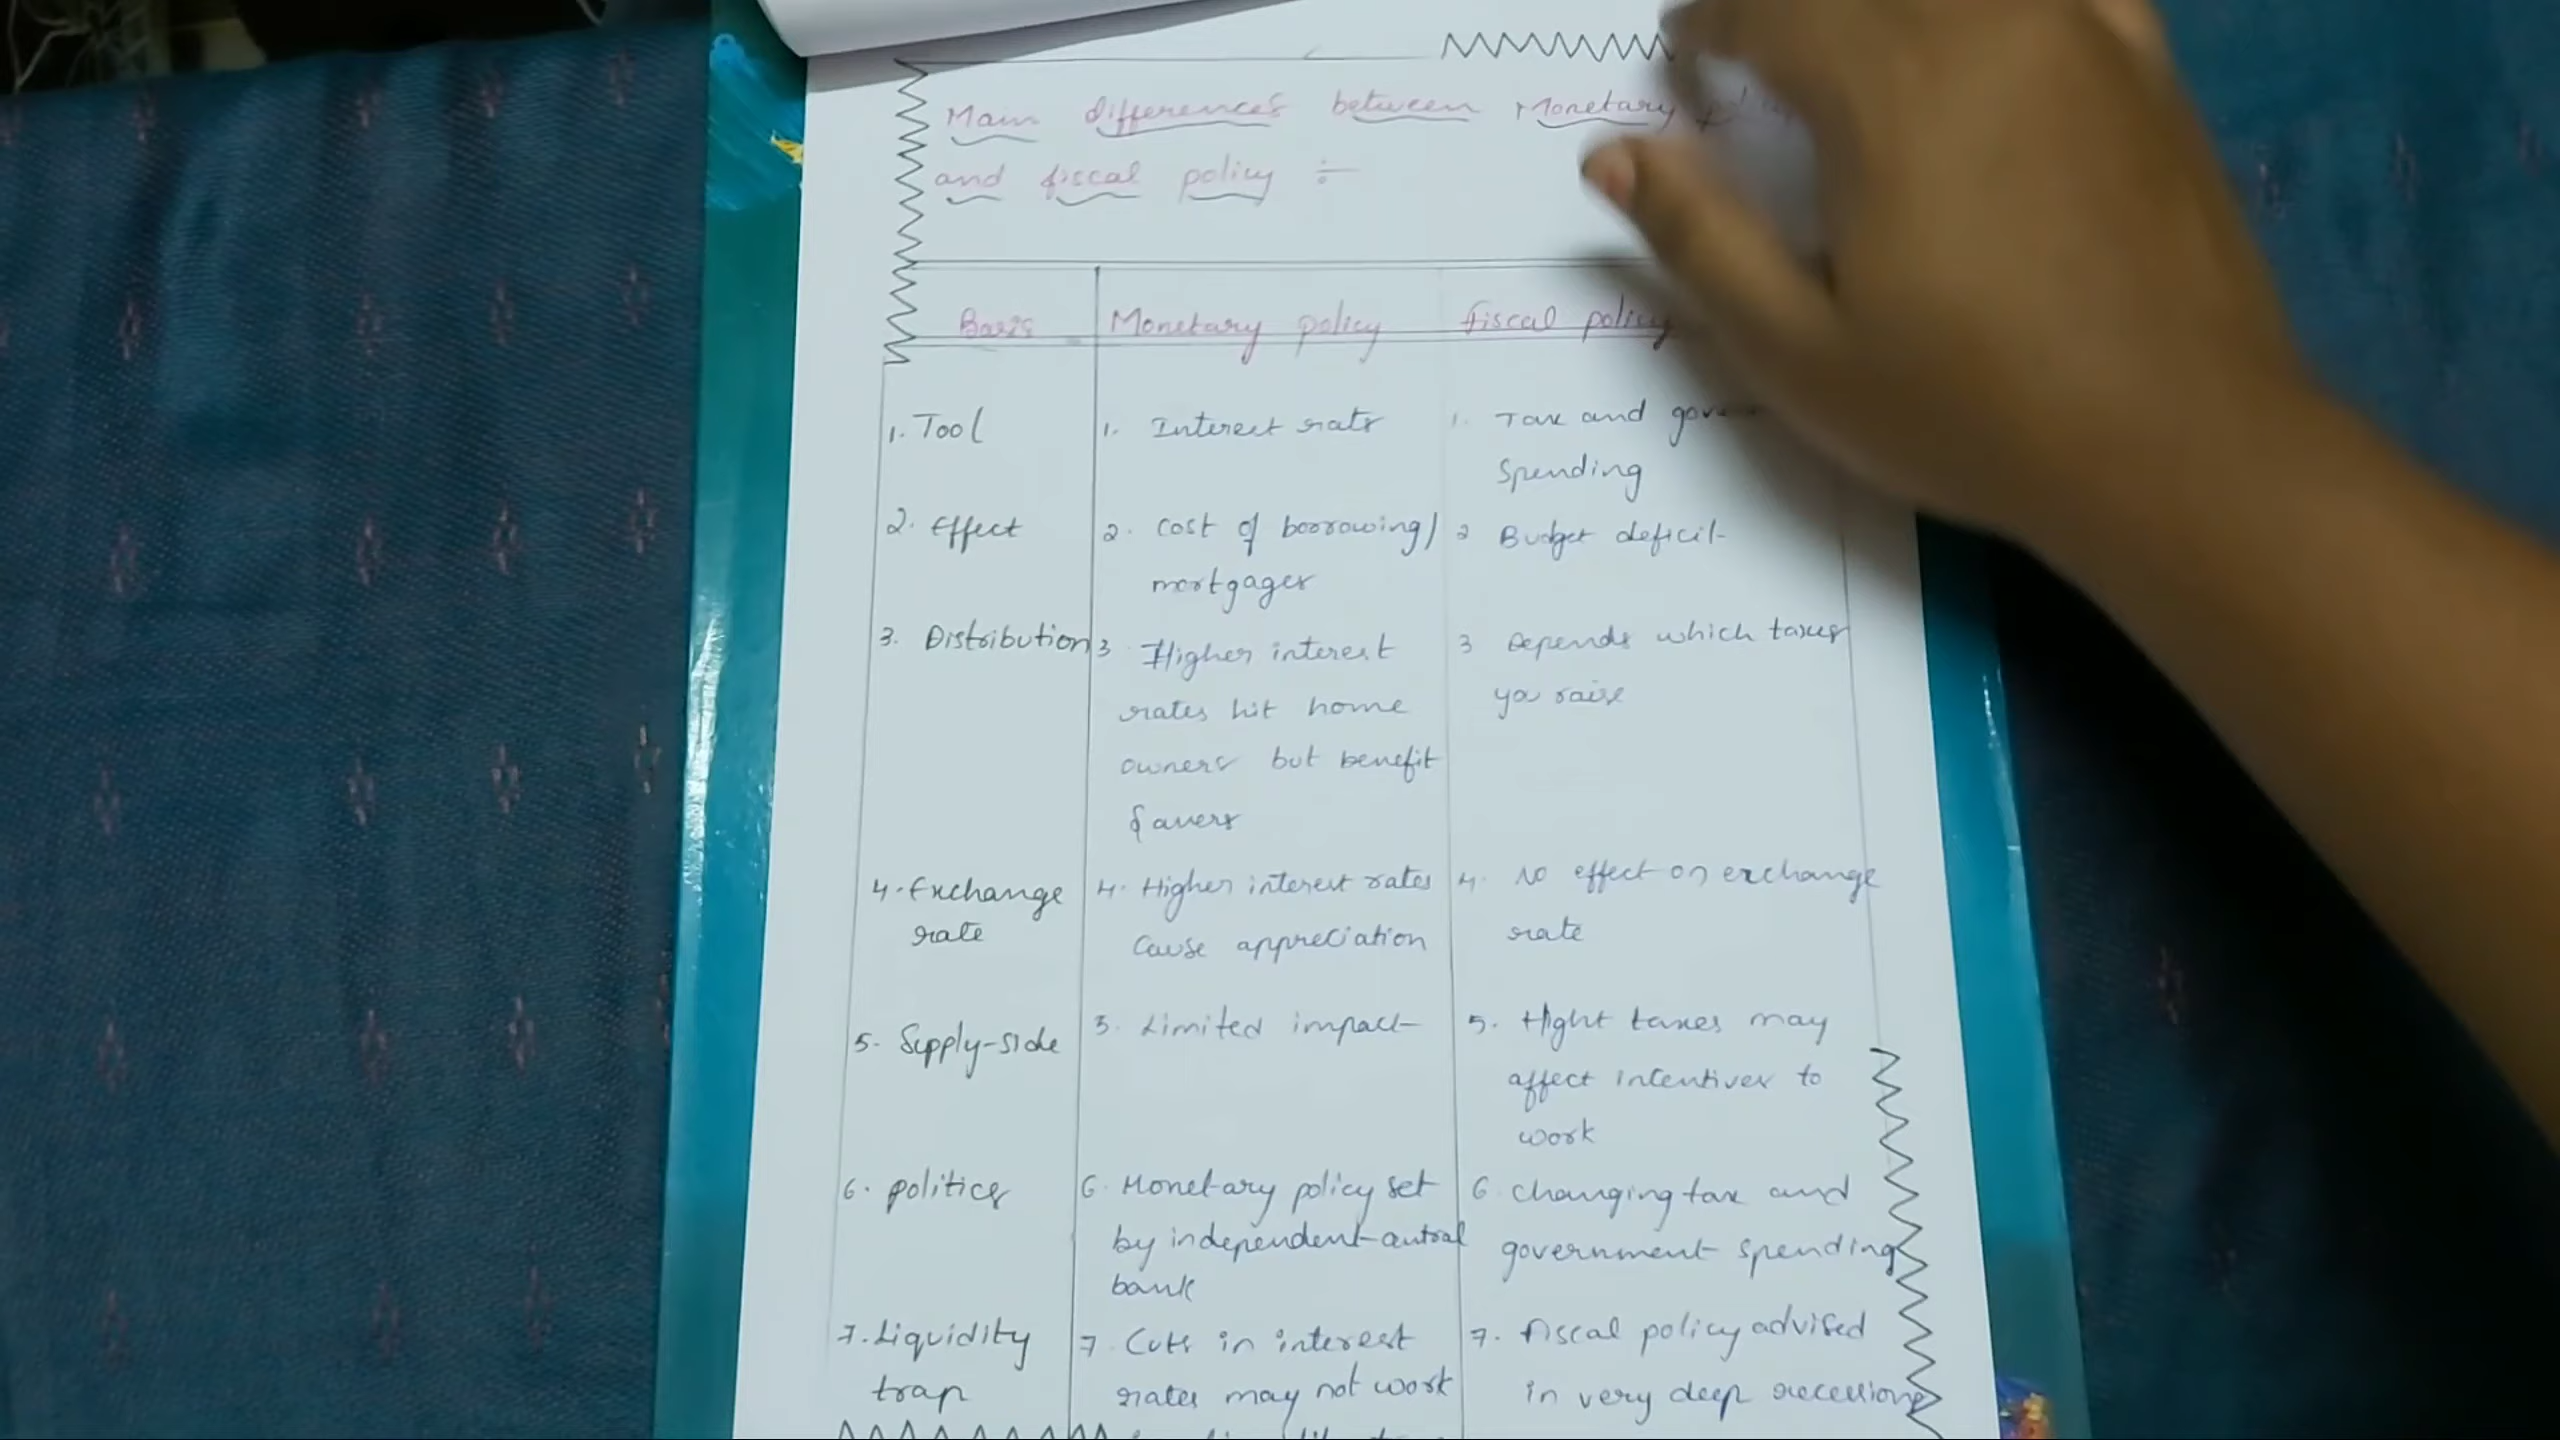 Main differences between Monetary
and fiscal policy :-
Basis Monetary policy fiscal policy
1. Tool
1. Interest rats
1. Tax and
spending
2. Effect
2. cost of borrowing/
mortgages
2 Budget deficit
3. Distribution
3. Higher interest
rates hit home
owners but benefit
savers
3 Depends which taxes
you raise
4. Exchange
rate
4. Higher interest rates
cause appreciation
4. No effect on exchange
rate
5. Supply-side
5. Limited impact
5. Hight taxes may
affect incentives to
work
6. politics
6. Monetary policy set
by independent
bank
6 changing tax and
government spending
7. Liquidity
trap
7. Cuts in interest
rates may not work
7. fiscal policy advised
in very deep recessions